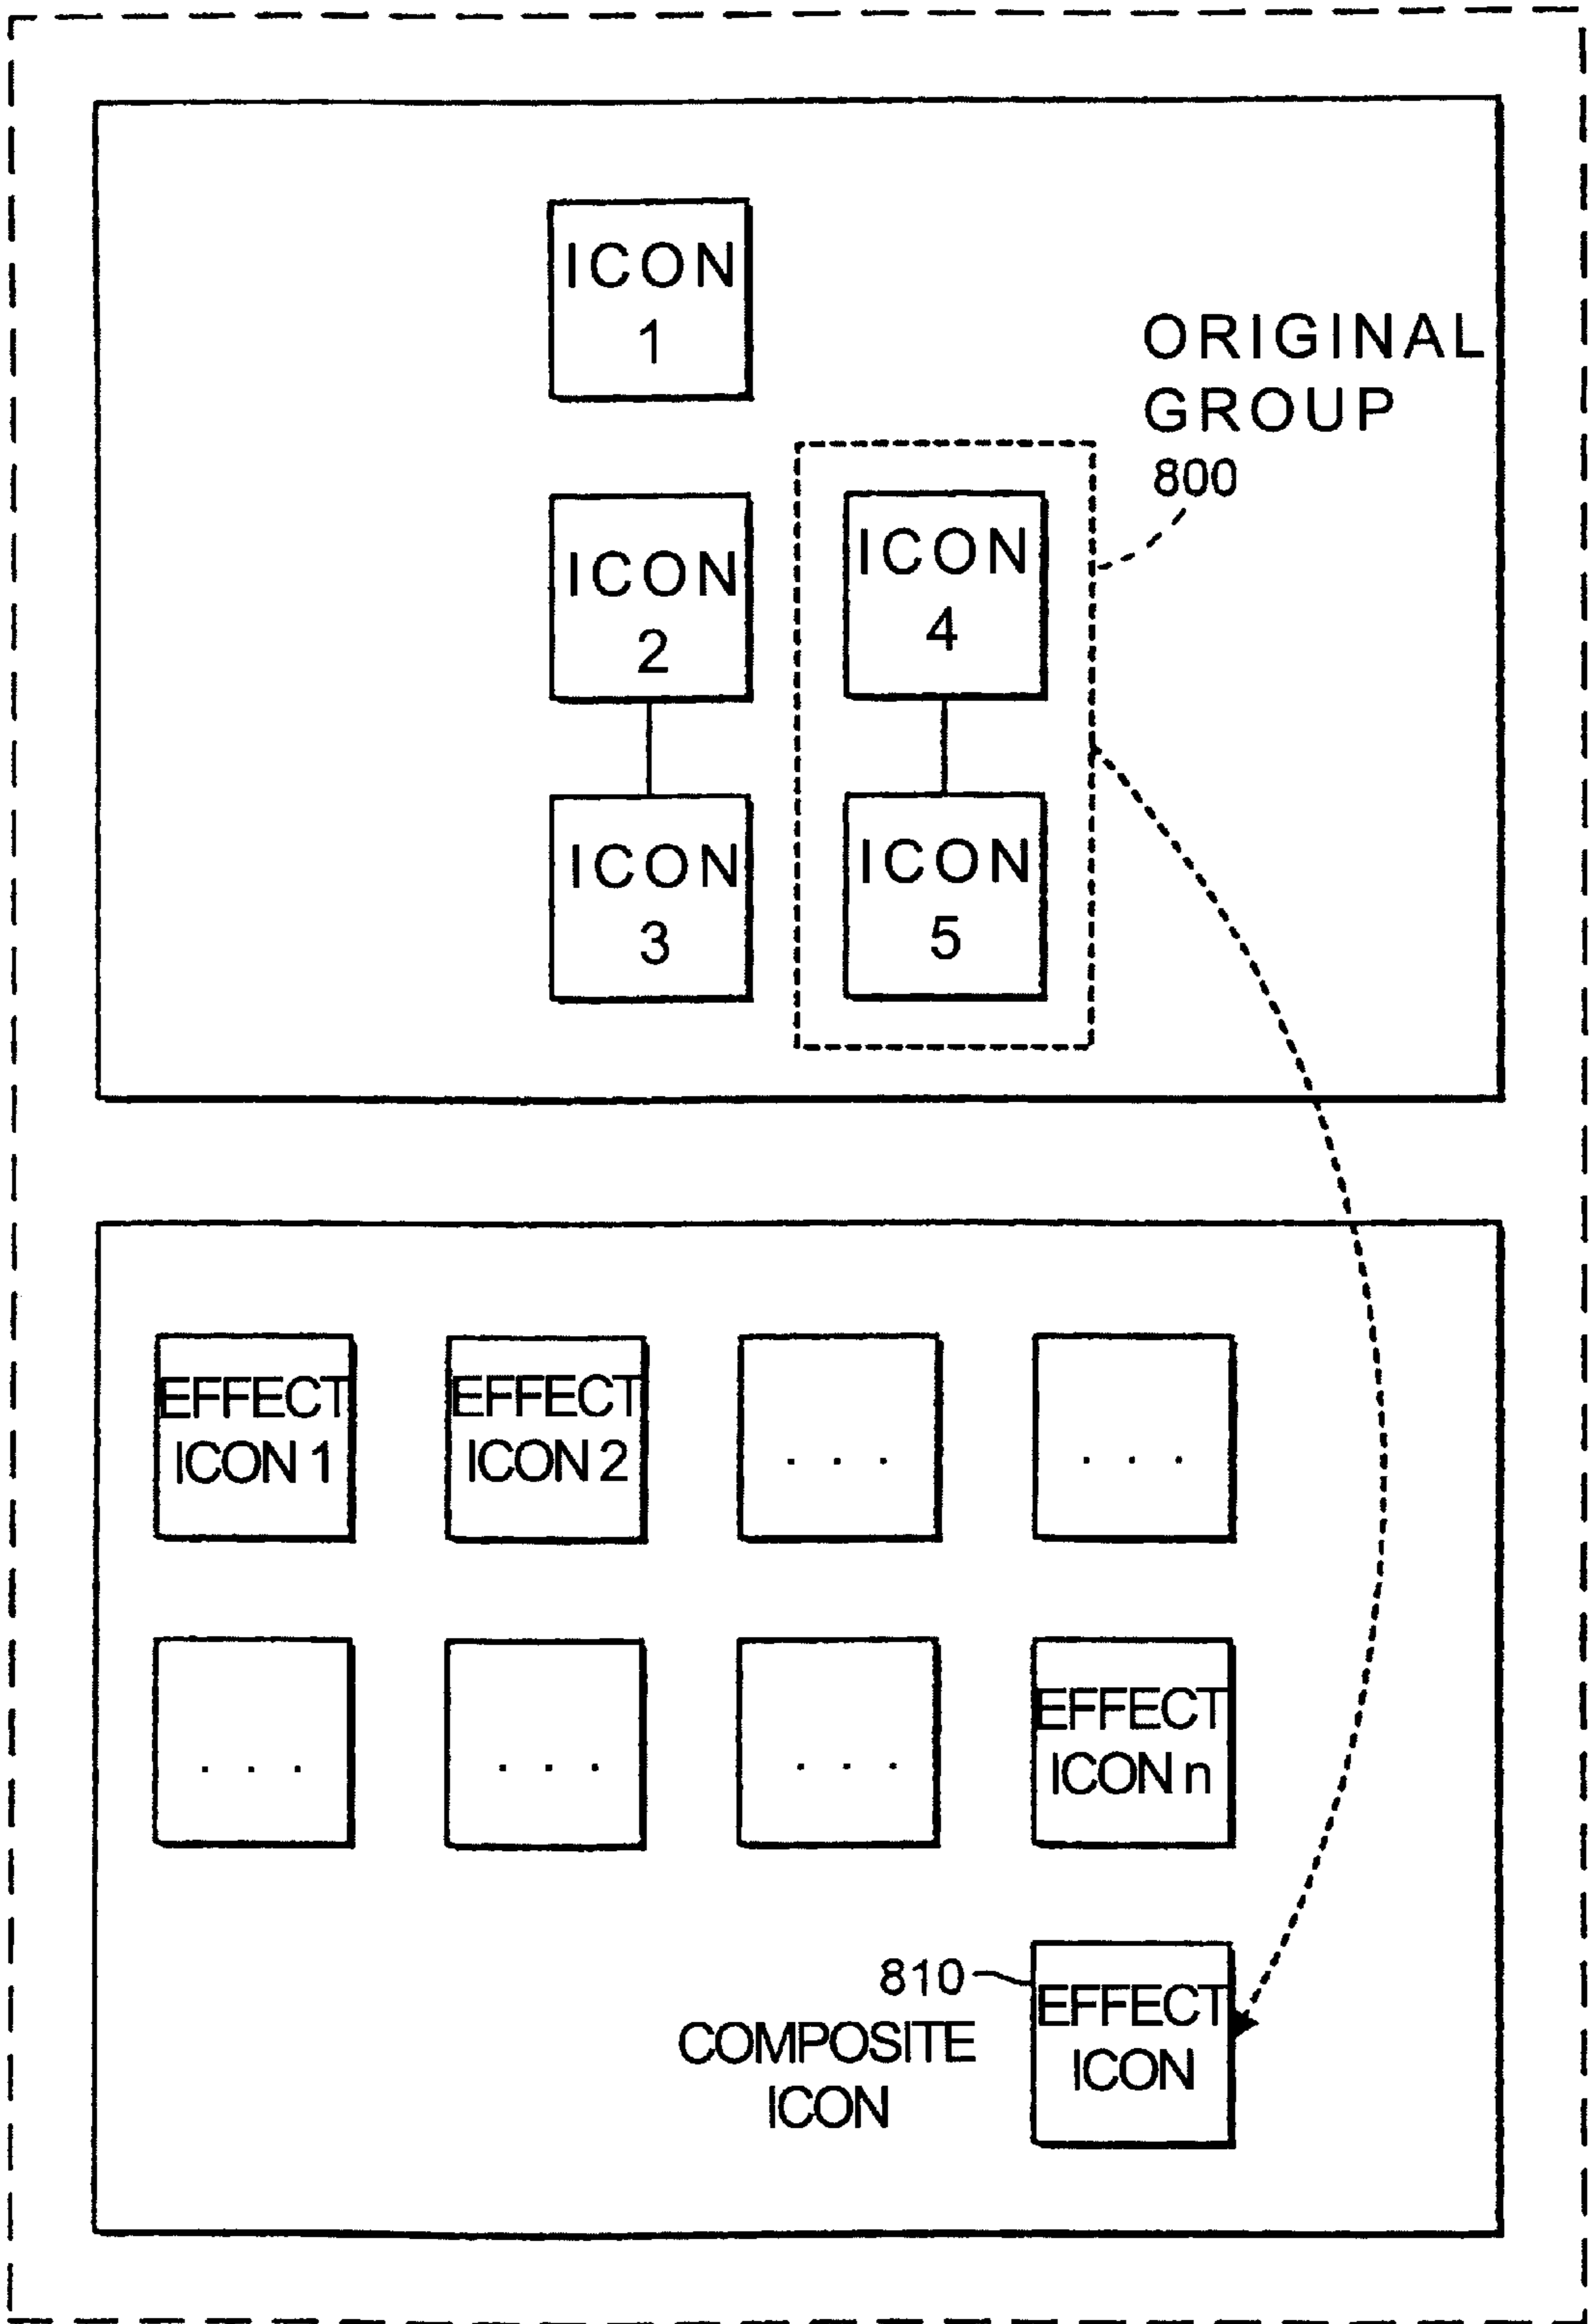 ICON
1
ORIGINAL
GROUP
800
ICON
2
ICON
4
ICON
3
ICON
5
EFFECT
ICON 1
EFFECT
ICON 2
. . .
. . .
. . .
. . .
. . .
EFFECT
ICON n
810
COMPOSITE
ICON
EFFECT
ICON